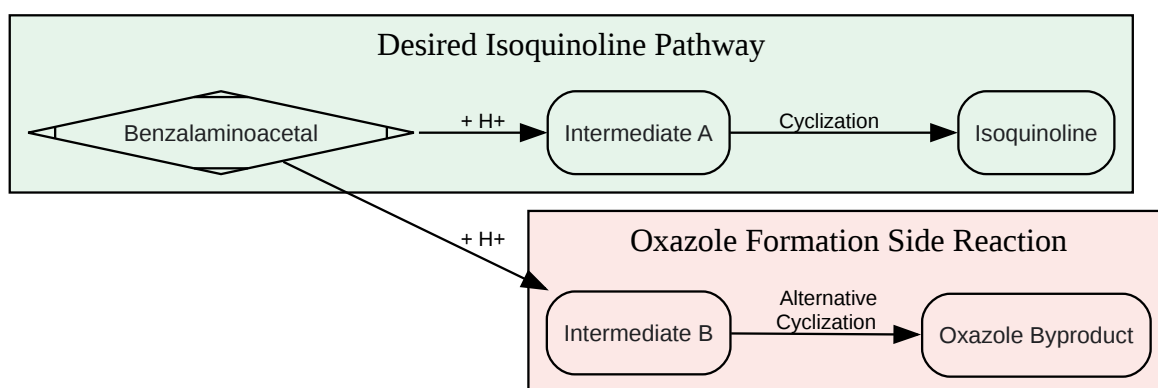 Desired Isoquinoline Pathway
Benzalaminoacetal
+ H+
Intermediate A
Cyclization
Isoquinoline
+ H+
Oxazole Formation Side Reaction
Intermediate B
Alternative
Cyclization
Oxazole Byproduct